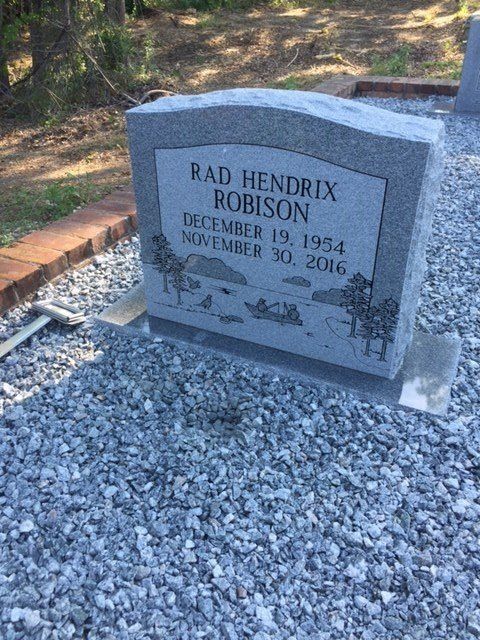 RAD HENDRIX
ROBISON
DECEMBER 19, 1954
NOVEMBER 30, 2016